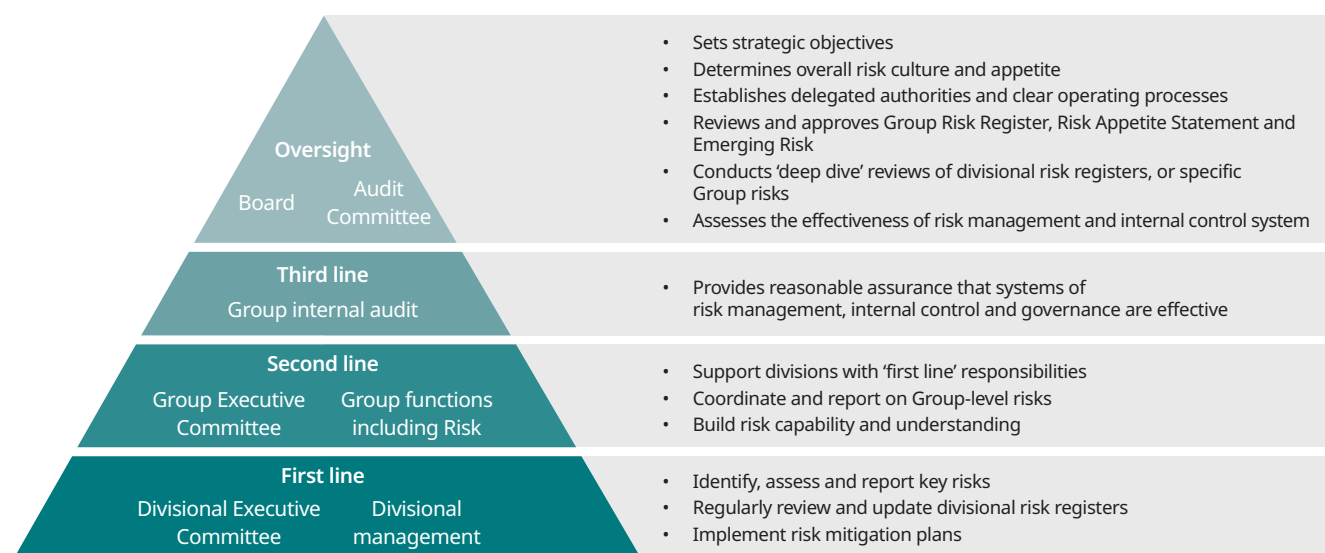 Oversight
Board
Audit
Committee
• Sets strategic objectives
• Determines overall risk culture and appetite
• Establishes delegated authorities and clear operating processes
• Reviews and approves Group Risk Register, Risk Appetite Statement and
Emerging Risk
• Conducts ‘deep dive’ reviews of divisional risk registers, or specific
Group risks
• Assesses the effectiveness of risk management and internal control system
Third line
Group internal audit
• Provides reasonable assurance that systems of
risk management, internal control and governance are effective
Second line
Group Executive
Committee
Group functions
including Risk
• Support divisions with ‘first line’ responsibilities
• Coordinate and report on Group-level risks
• Build risk capability and understanding
First line
Divisional Executive
Committee
Divisional
management
• Identify, assess and report key risks
• Regularly review and update divisional risk registers
• Implement risk mitigation plans